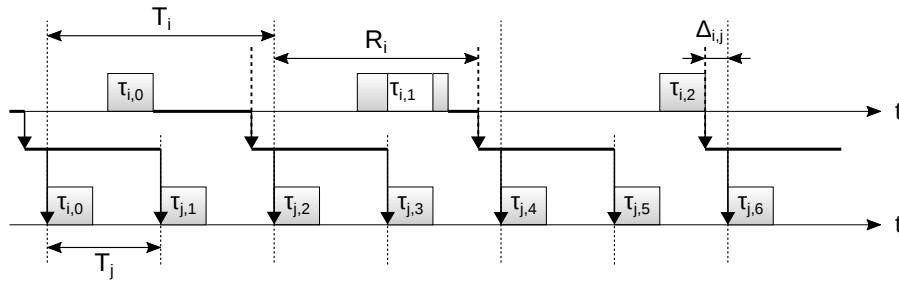 Tᵢ
Rᵢ
Δᵢ,ⱼ
τᵢ,₀
τᵢ,₁
τᵢ,₂
t
τᵢ,₀
τⱼ,₁
τⱼ,₂
τⱼ,₃
τⱼ,₄
τⱼ,₅
τⱼ,₆
t
Tⱼ